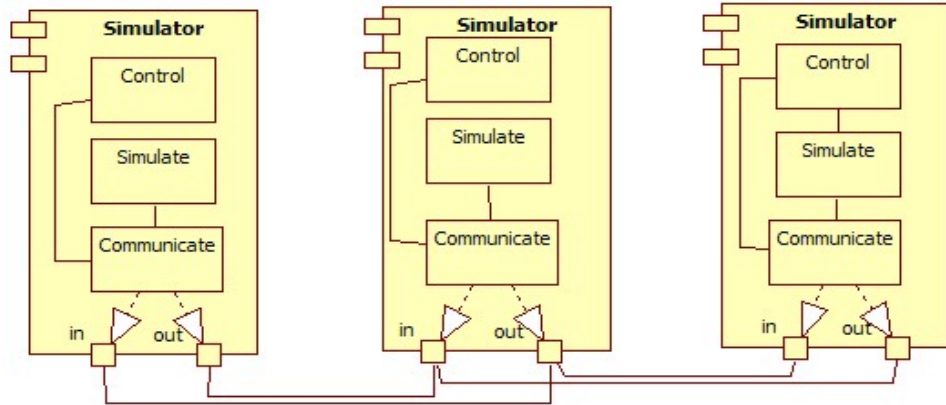 Simulator
Control
Simulate
Communicate
in
out
Simulator
Control
Simulate
Communicate
in
out
Simulator
Control
Simulate
Communicate
in
out